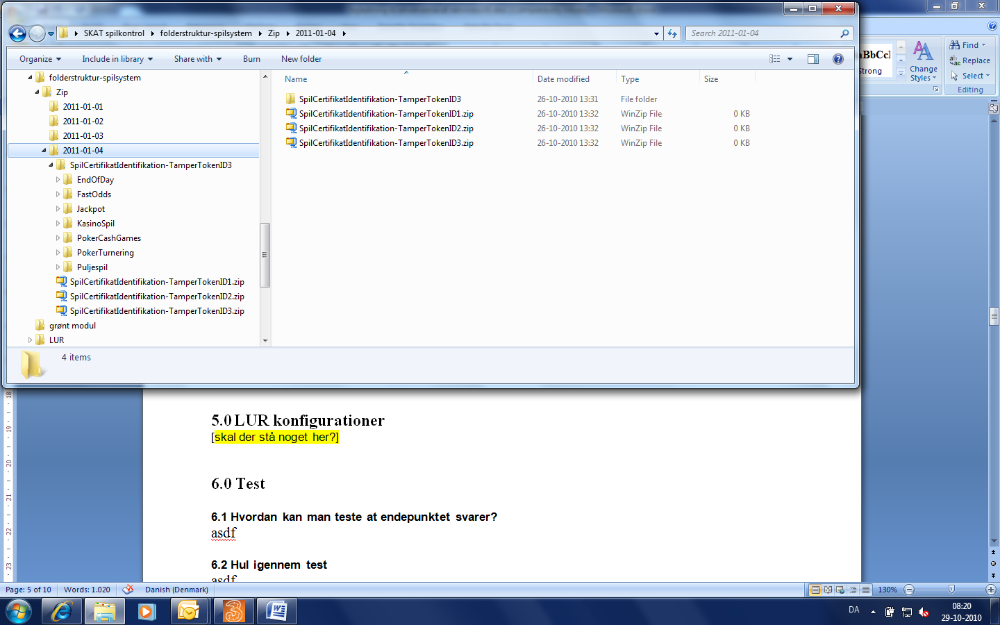 SKAT spilkontrol
folderstruktur-spilsystem
Zip
2011-01-04
Search 2011-01-04
Organize
Include in library
Share with
Burn
New folder
folderstruktur-spilsystem
Zip
2011-01-01
2011-01-02
2011-01-03
2011-01-04
SpilCertifikatIdentifikation-TamperTokenID3
EndOfDay
FastOdds
Jackpot
KasinoSpil
PokerCashGames
PokerTurnering
Puljespil
SpilCertifikatIdentifikation-TamperTokenID1.zip
SpilCertifikatIdentifikation-TamperTokenID2.zip
SpilCertifikatIdentifikation-TamperTokenID3.zip
grønt modul
LUR
Name Date modified Type Size
SpilCertifikatIdentifikation-TamperTokenID3 26-10-2010 13:31 File folder
SpilCertifikatIdentifikation-TamperTokenID1.zip 26-10-2010 13:32 WinZip File 0 KB
SpilCertifikatIdentifikation-TamperTokenID2.zip 26-10-2010 13:32 WinZip File 0 KB
SpilCertifikatIdentifikation-TamperTokenID3.zip 26-10-2010 13:32 WinZip File 0 KB
4 items
Strong
Change
Styles
Find
Replace
Select
Editing
18
19
20
21
22
23
5.0 LUR konfigurationer
[skal der stå noget her?]
6.0 Test
6.1 Hvordan kan man teste at endepunktet svarer?
asdf
6.2 Hul igennem test
asdf
Page: 5 of 10 Words: 1.020 Danish (Denmark) 130%
DA 08:20
29-10-2010